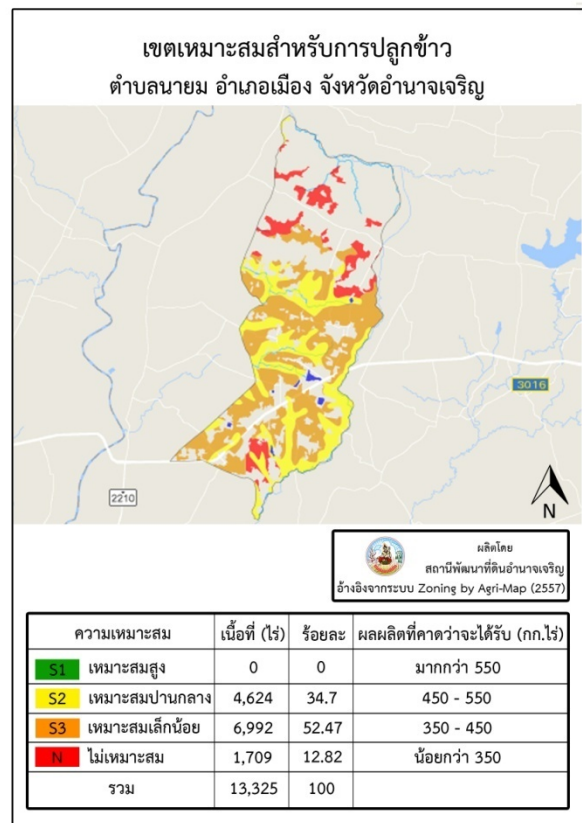 เขตเหมาะสมสำหรับการปลูกข้าว
ตำบลนายม อำเภอเมือง จังหวัดอำนาจเจริญ
3016
2210
N
ผลิตโดย
สถานีพัฒนาที่ดินอำนาจเจริญ
อ้างอิงจากระบบ Zoning by Agri-Map (2557)
ความเหมาะสม เนื้อที่ (ไร่) ร้อยละ ผลผลิตที่คาดว่าจะได้รับ (กก.ไร่)
S1 เหมาะสมสูง 0 0 มากกว่า 550
S2 เหมาะสมปานกลาง 4,624 34.7 450 - 550
S3 เหมาะสมเล็กน้อย 6,992 52.47 350 - 450
N ไม่เหมาะสม 1,709 12.82 น้อยกว่า 350
รวม 13,325 100